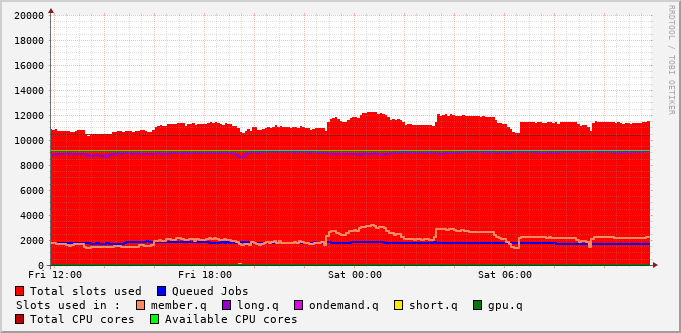 RRDTOOL / TOBI OETIKER
20000
18000
16000
14000
12000
10000
8000
6000
4000
2000
0
Fri 12:00 Fri 18:00 Sat 00:00 Sat 06:00
Total slots used Queued Jobs
Slots used in : member.q long.q ondemand.q short.q gpu.q
Total CPU cores Available CPU cores